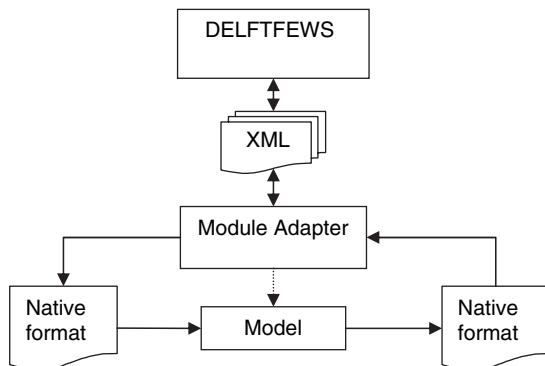 DELFTFEWS
XML
Module Adapter
Native
format
Model
Native
format